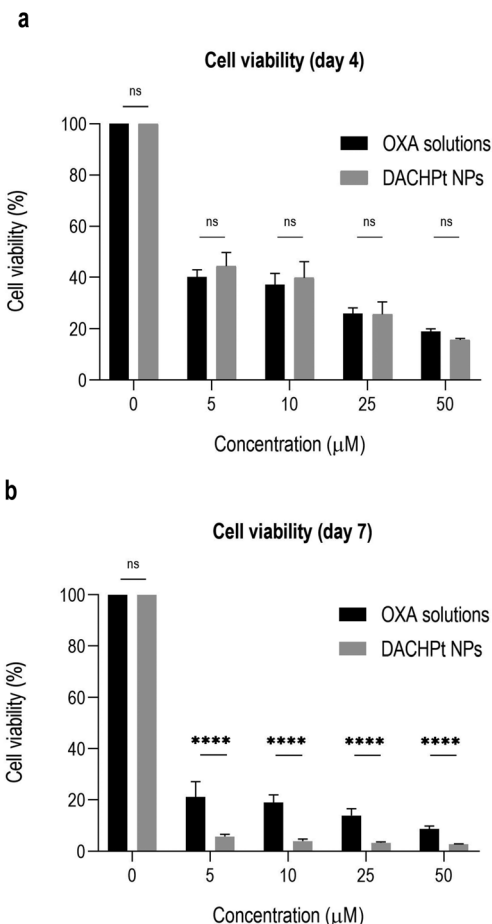 a
Cell viability (day 4)
ns
100
OXA solutions
80
DACHPt NPs
Cell viability (%)
60
ns ns ns ns
40
20
0
0 5 10 25 50
Concentration (μM)
b
Cell viability (day 7)
ns
100
OXA solutions
80
DACHPt NPs
Cell viability (%)
60
40
**** **** **** ****
20
0
0 5 10 25 50
Concentration (μM)